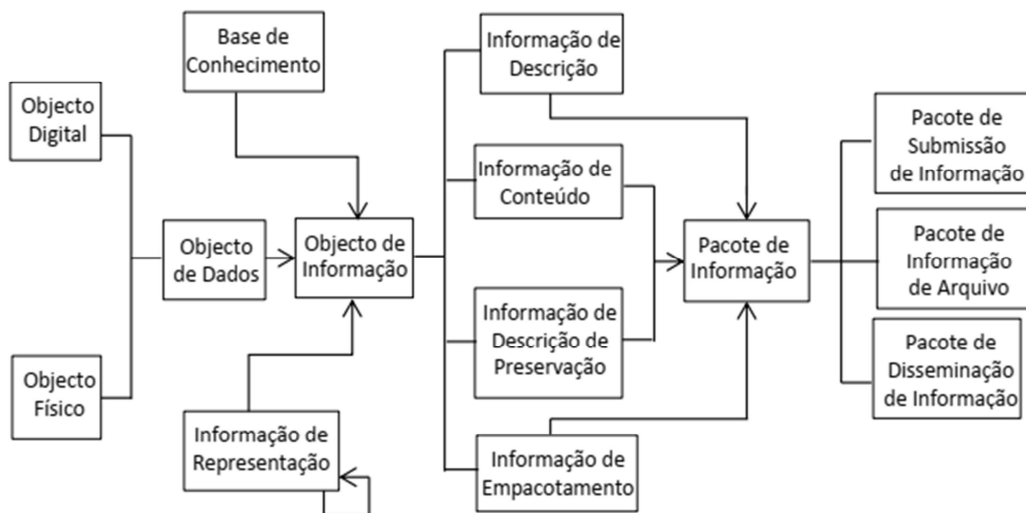 Objecto
Digital
Objecto
Físico
Base de
Conhecimento
Objecto
de Dados
Informação de
Representação
Objecto de
Informação
Informação de
Descrição
Informação de
Conteúdo
Informação de
Descrição de
Preservação
Informação de
Empacotamento
Pacote de
Informação
Pacote de
Submissão
de Informação
Pacote de
Informação
de Arquivo
Pacote de
Disseminação
de Informação